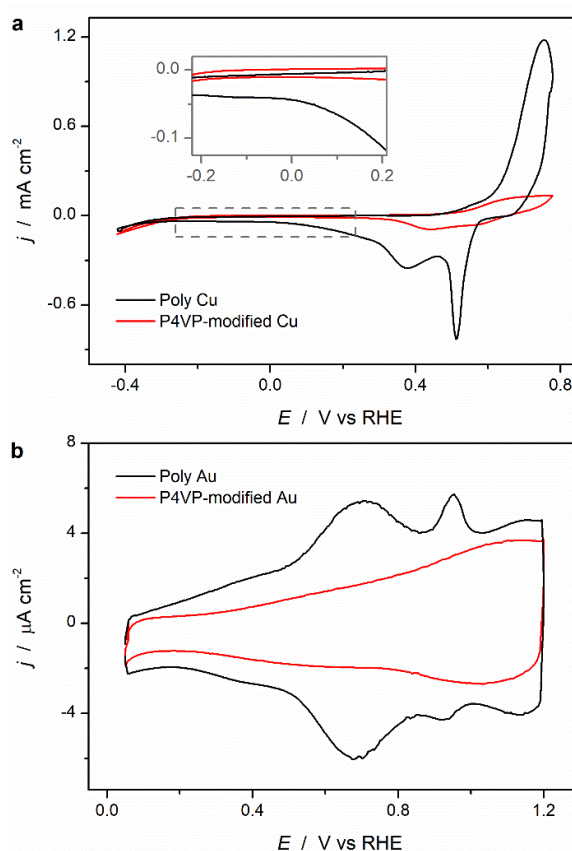 a
1.2
0.6
0.0
-0.6
j / mA cm⁻²
0.0
-0.1
-0.2
0.0
0.2
Poly Cu
P4VP-modified Cu
-0.4
0.0
0.4
0.8
E / V vs RHE
b
8
4
0
-4
j / μA cm⁻²
Poly Au
P4VP-modified Au
0.0
0.4
0.8
1.2
E / V vs RHE